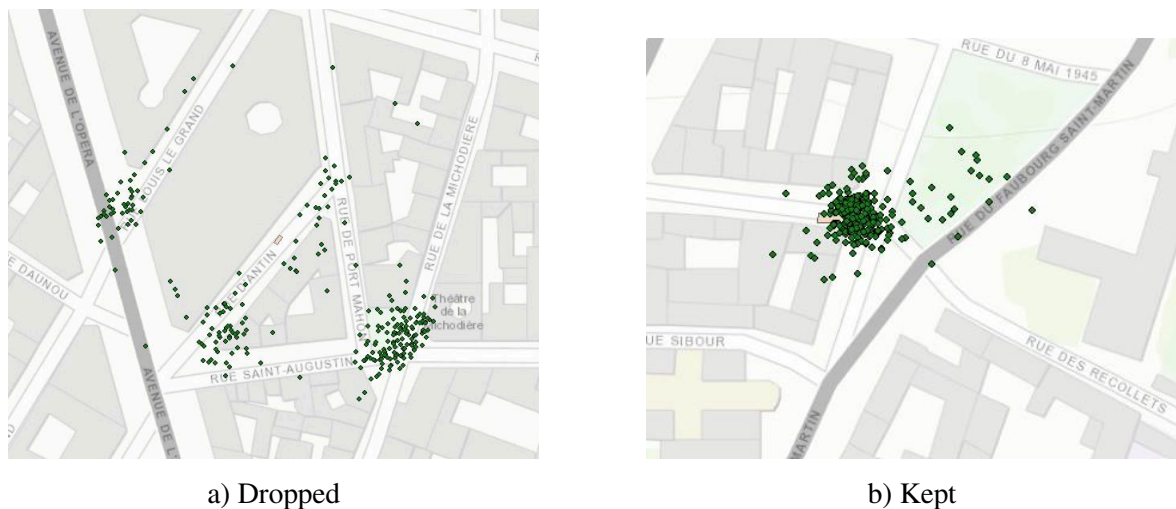 AVENUE DE L'OPERA
LOUIS LE GRAND
RUE DE LA MICHODIERE
RUE DE PORT MAHON
D'ANTIN
DAUNOU
Théâtre
de la
Michodière
RUE SAINT-AUGUSTIN
AVENUE DE L'
a) Dropped
RUE DU 8 MAI 1945
RUE DU FAUBOURG SAINT-MARTIN
UE SIBOUR
RUE DES RECOLLETS
MARTIN
b) Kept